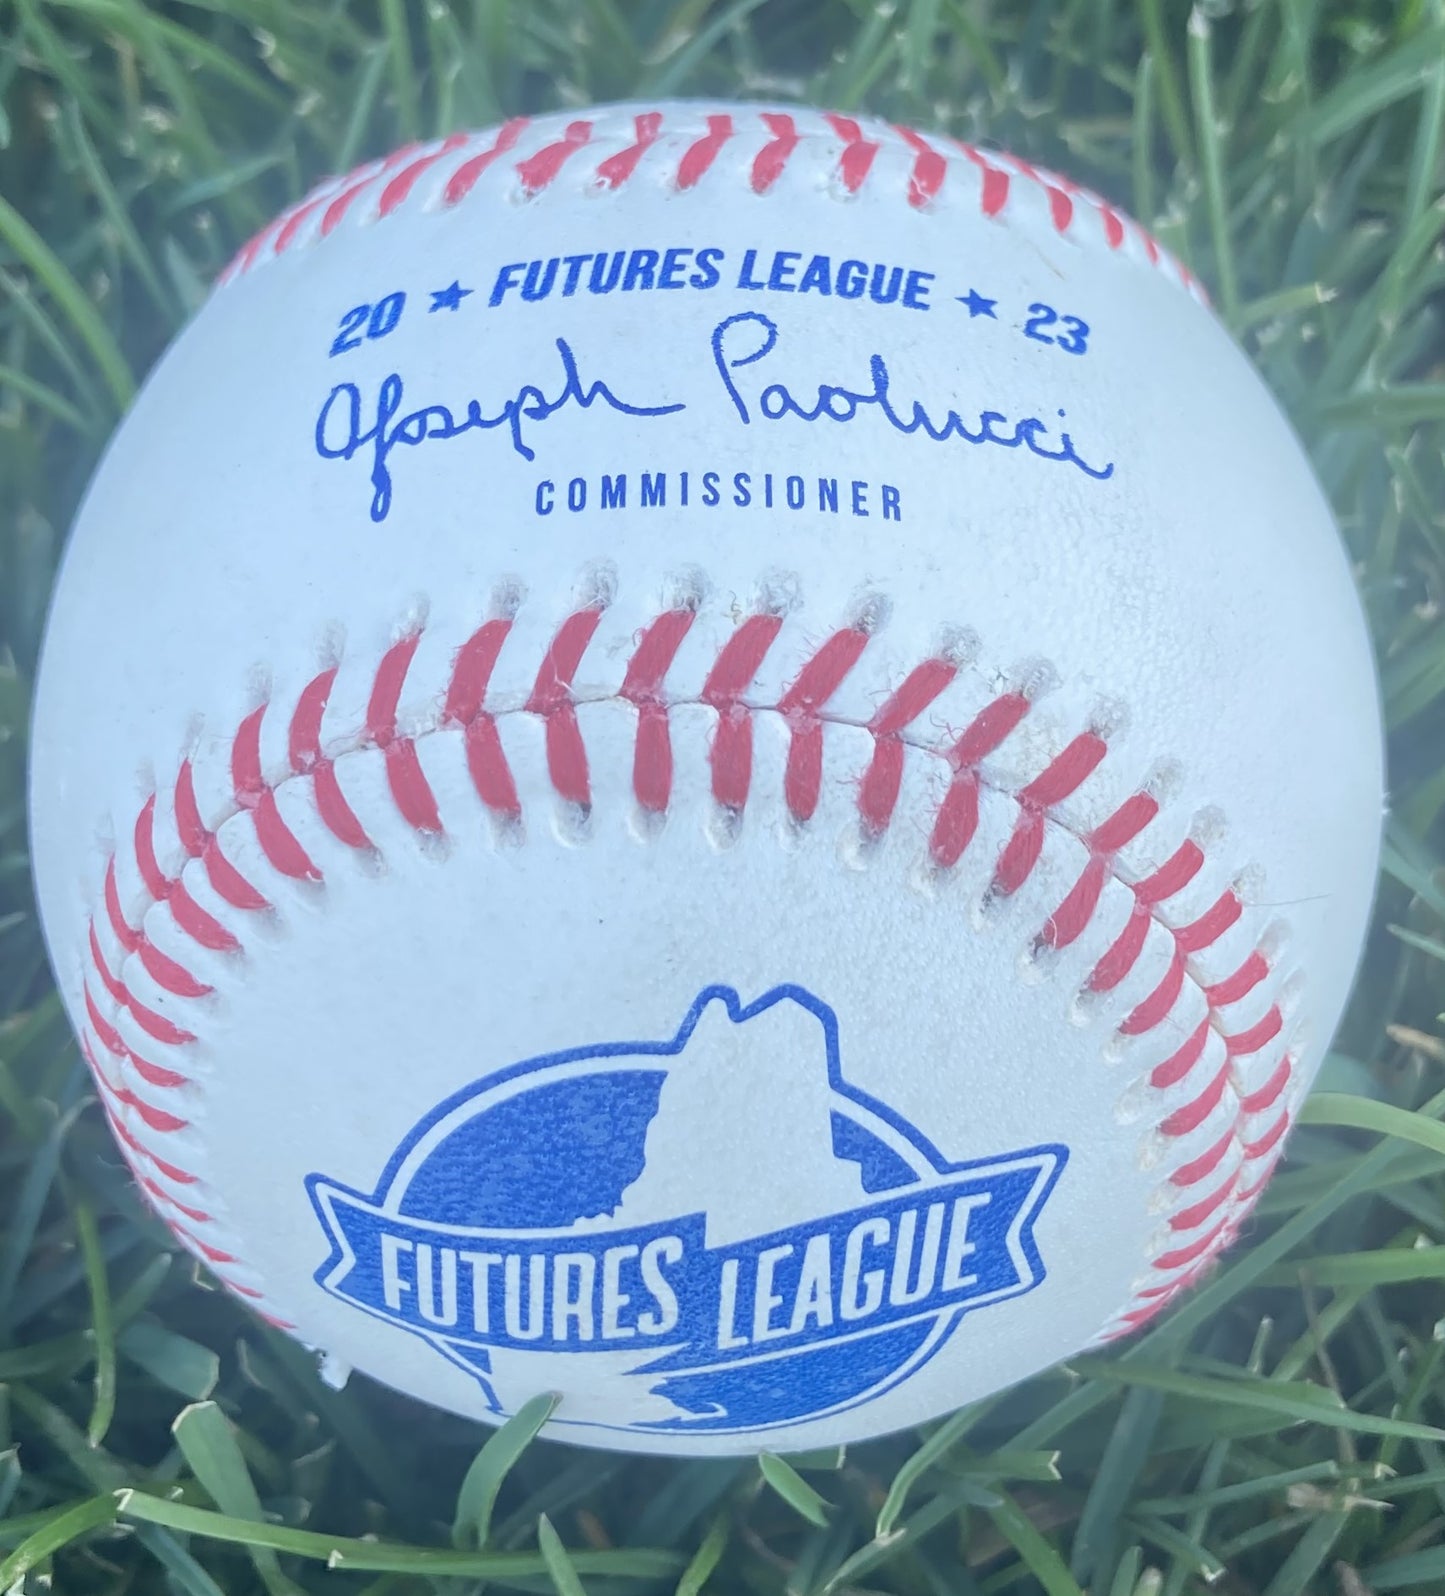 20 ★ FUTURES LEAGUE ★ 23
Joseph Paolucci
COMMISSIONER
FUTURES LEAGUE